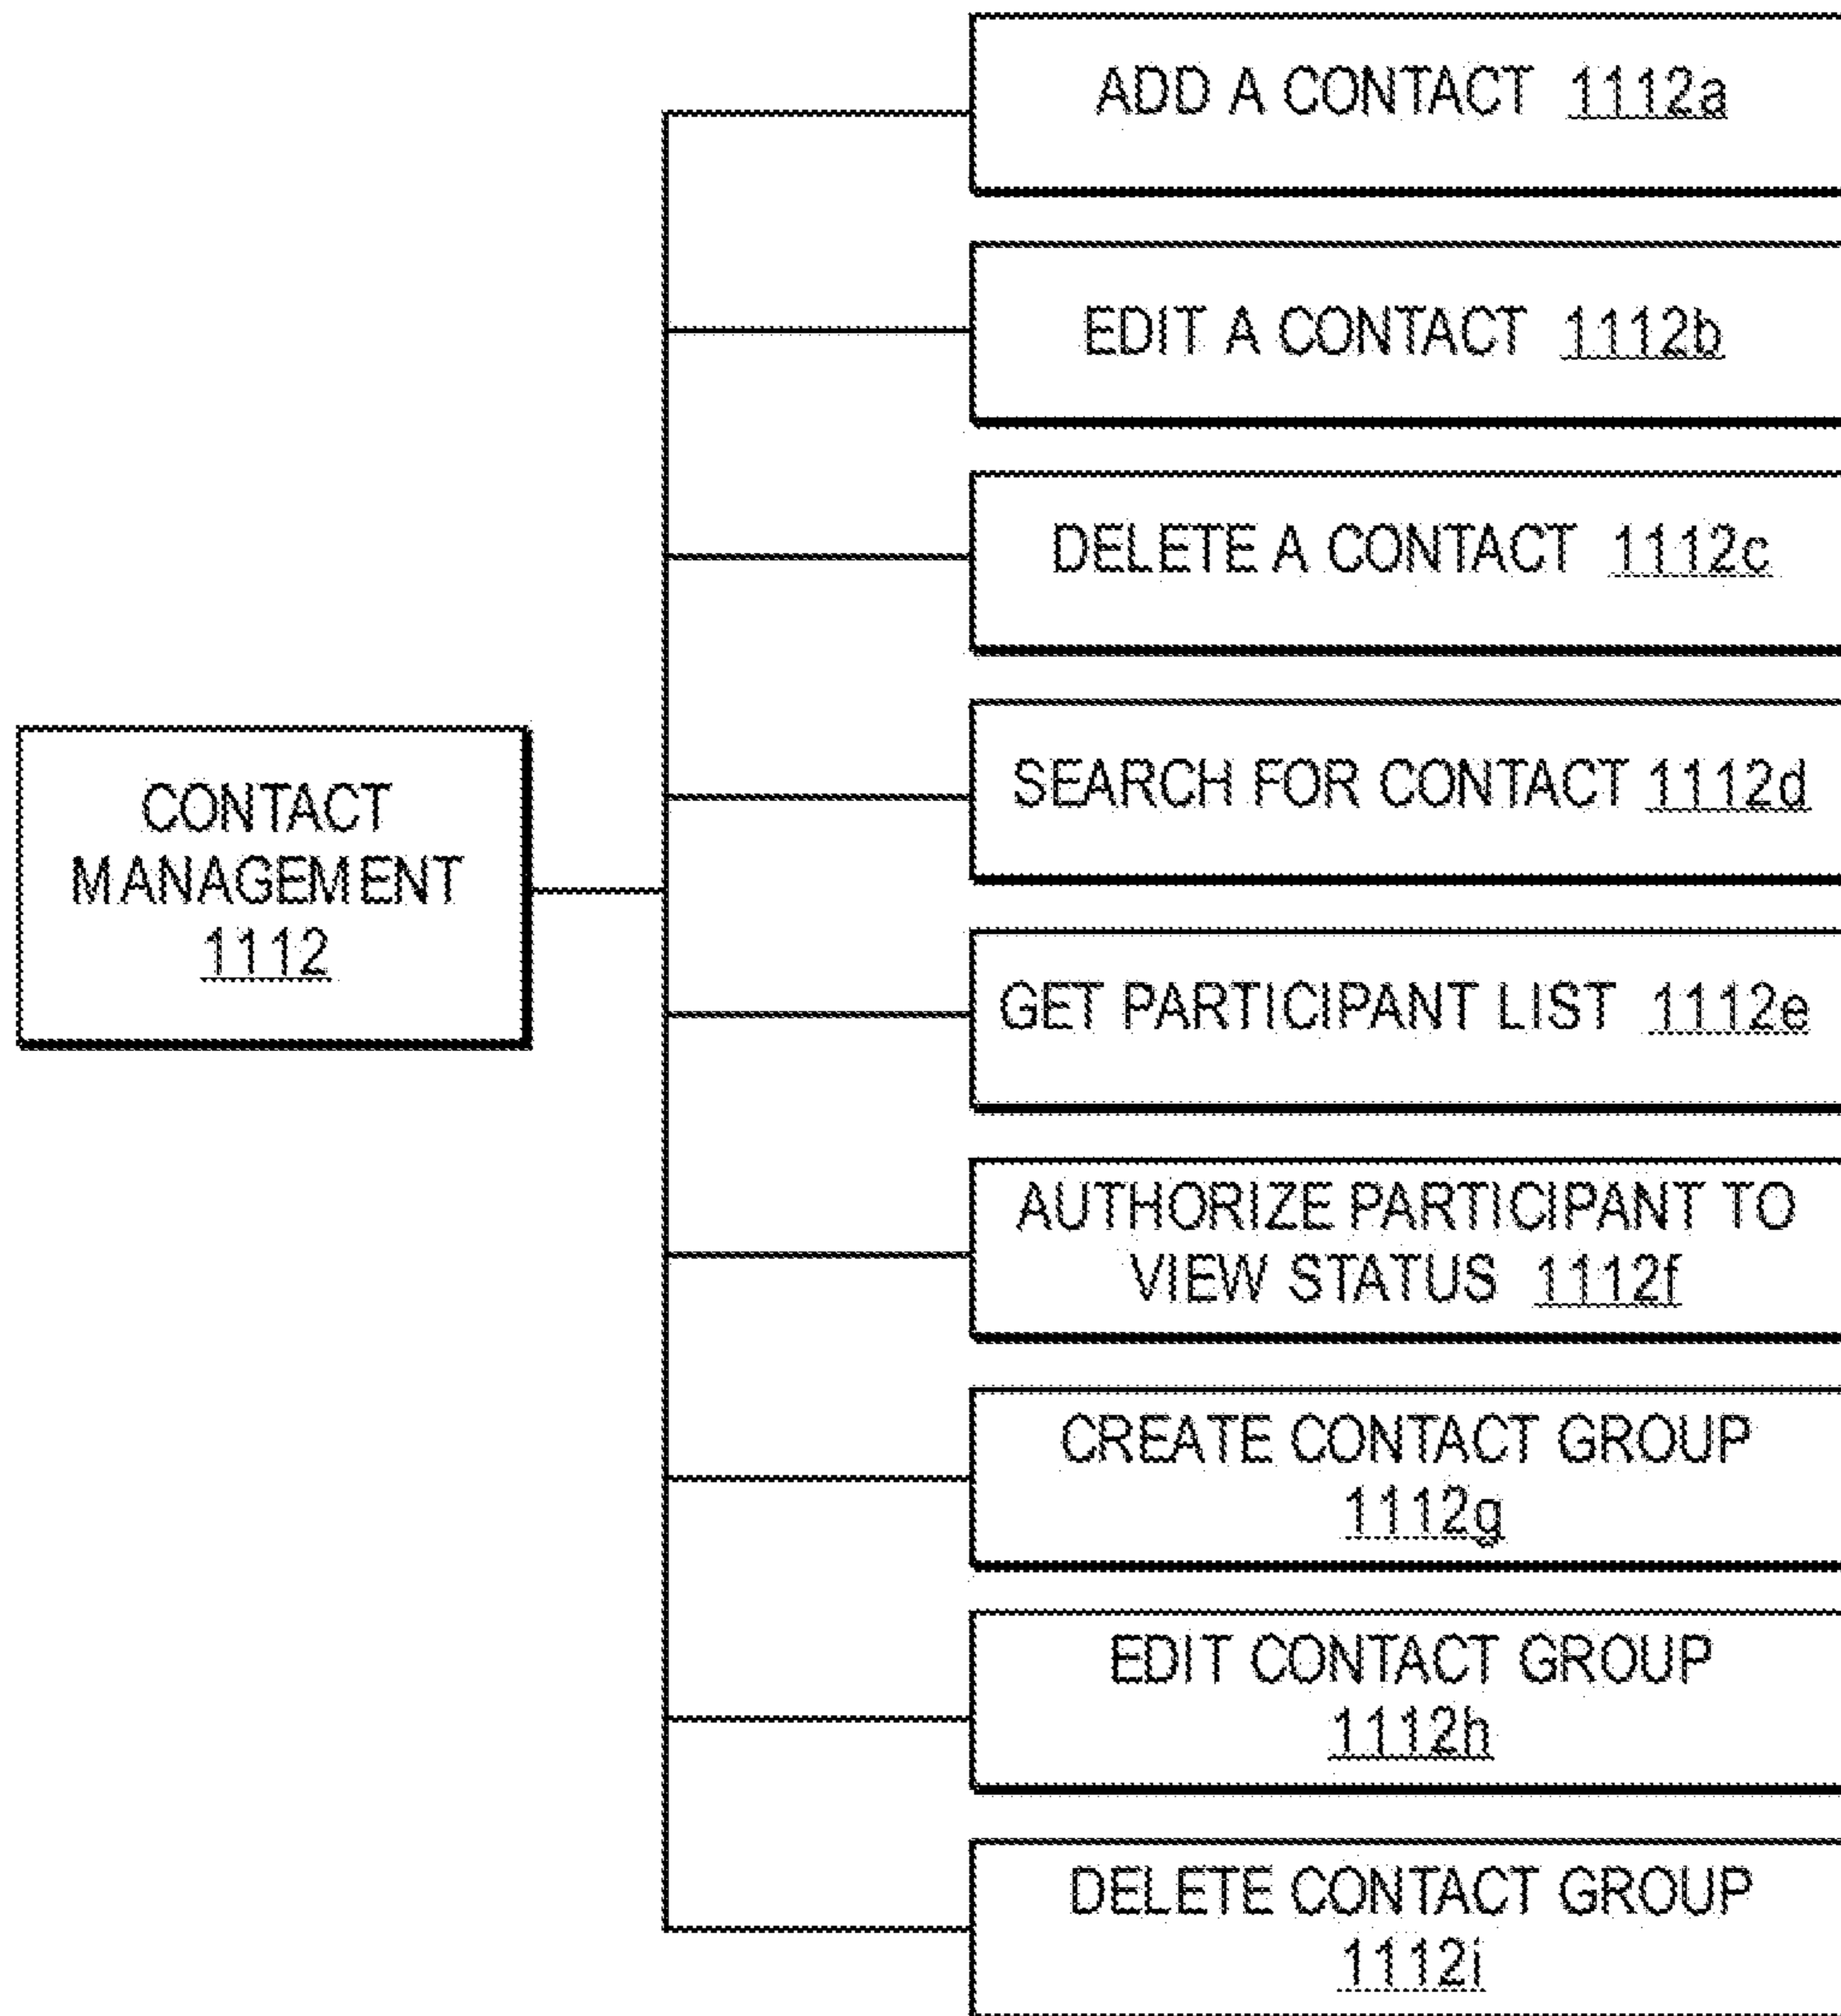 ADD A CONTACT 1112a
EDIT A CONTACT 1112b
DELETE A CONTACT 1112c
SEARCH FOR CONTACT 1112d
CONTACT
MANAGEMENT
1112
GET PARTICIPANT LIST 1112e
AUTHORIZE PARTICIPANT TO
VIEW STATUS 1112f
CREATE CONTACT GROUP
1112g
EDIT CONTACT GROUP
1112h
DELETE CONTACT GROUP
1112i